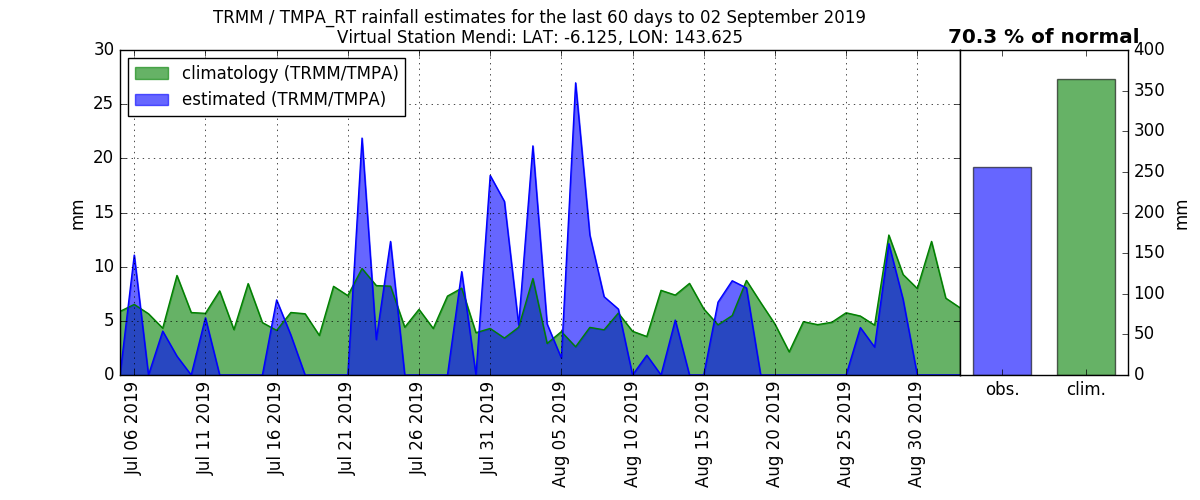 TRMM / TMPA_RT rainfall estimates for the last 60 days to 02 September 2019
Virtual Station Mendi: LAT: -6.125, LON: 143.625
70.3 % of normal
climatology (TRMM/TMPA)
estimated (TRMM/TMPA)
30
25
20
15
10
5
0
mm
Jul 06 2019
Jul 11 2019
Jul 16 2019
Jul 21 2019
Jul 26 2019
Jul 31 2019
Aug 05 2019
Aug 10 2019
Aug 15 2019
Aug 20 2019
Aug 25 2019
Aug 30 2019
obs.
clim.
400
350
300
250
200
150
100
50
0
mm